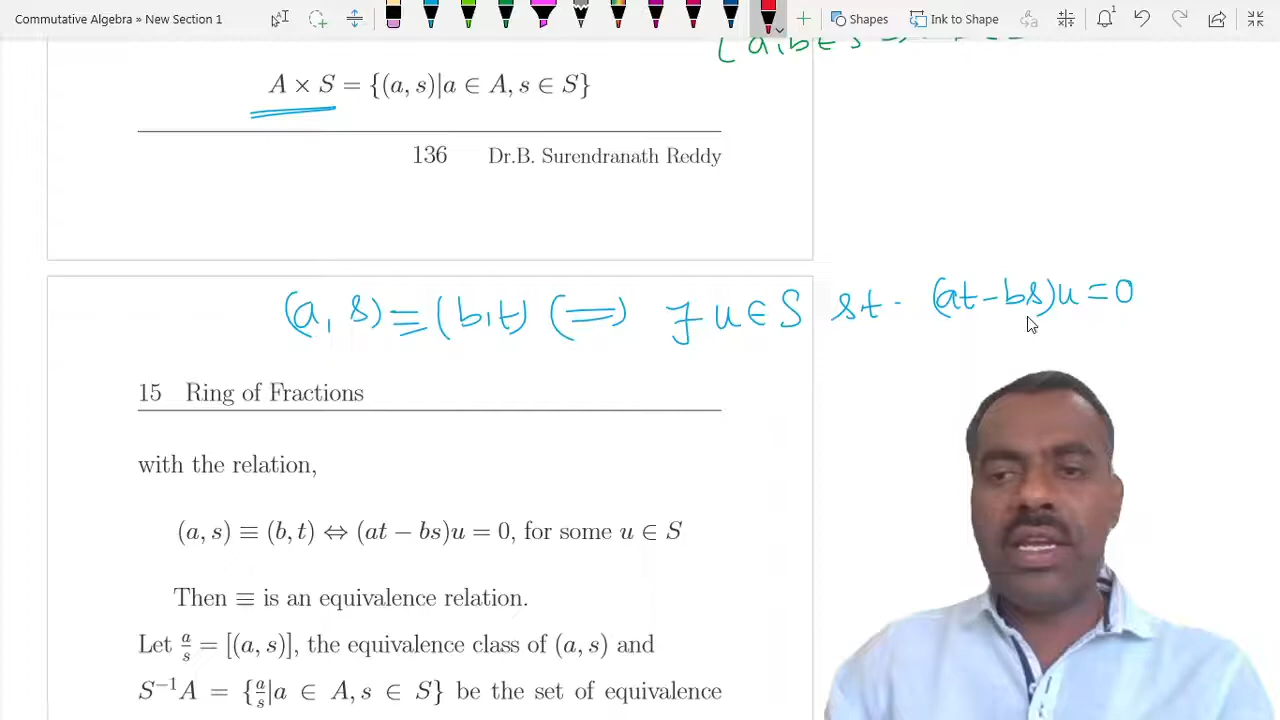 Commutative Algebra » New Section 1
Shapes
Ink to Shape
A × S = {(a, s)|a ∈ A, s ∈ S}
136 Dr.B. Surendranath Reddy
(a, s) ≡ (b, t) ⟺ ∃ u ∈ S st. (at - bs)u = 0
15 Ring of Fractions
with the relation,
(a, s) ≡ (b, t) ⇔ (at − bs)u = 0, for some u ∈ S
Then ≡ is an equivalence relation.
Let a/s = [(a, s)], the equivalence class of (a, s) and
S⁻¹A = {a/s|a ∈ A, s ∈ S} be the set of equivalence